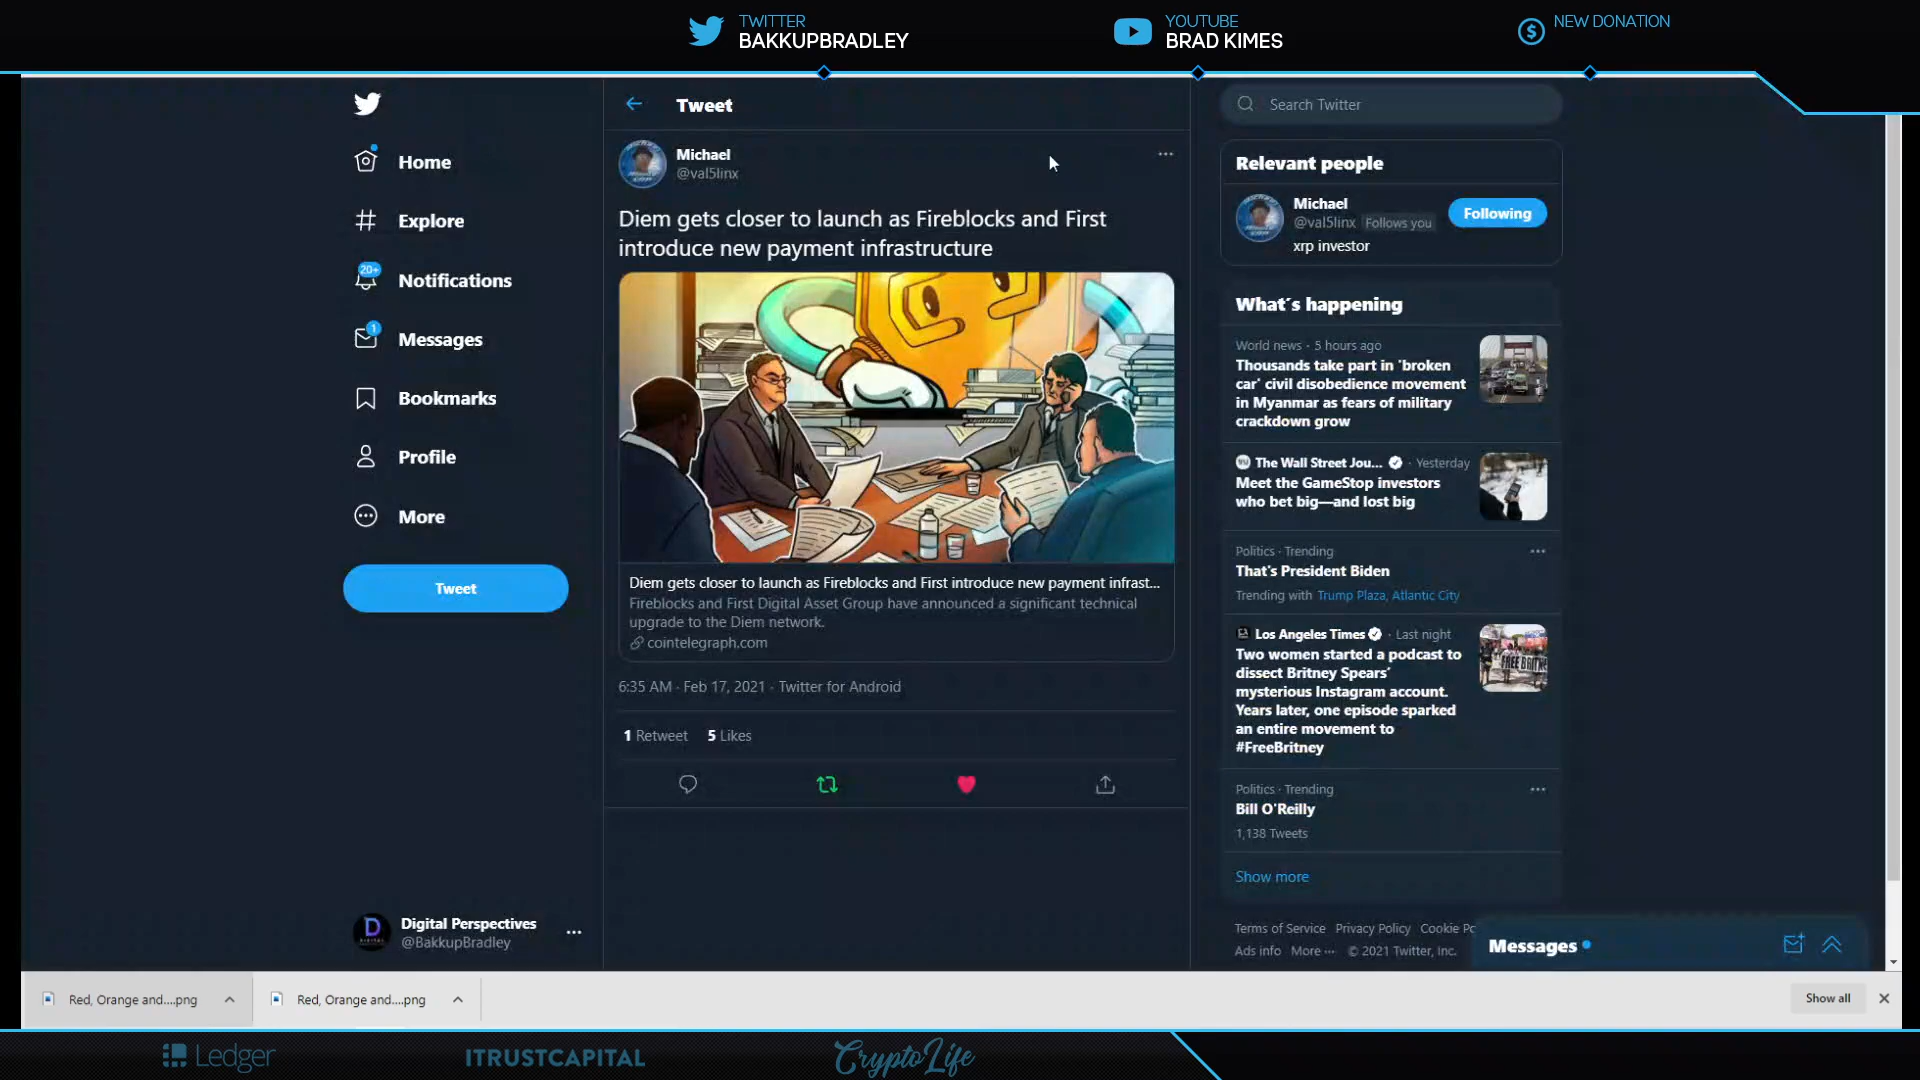 TWITTER
BAKKUPBRADLEY
YOUTUBE
BRAD KIMES
NEW DONATION
Home
Explore
20+
Notifications
1
Messages
Bookmarks
Profile
More
Tweet
Digital Perspectives
@BakkupBradley
Tweet
Michael
@val5linx
Diem gets closer to launch as Fireblocks and First
introduce new payment infrastructure
Diem gets closer to launch as Fireblocks and First introduce new payment infrast...
Fireblocks and First Digital Asset Group have announced a significant technical
upgrade to the Diem network.
cointelegraph.com
6:35 AM · Feb 17, 2021 · Twitter for Android
1 Retweet 5 Likes
Search Twitter
Relevant people
Michael
@val5linx Follows you
Following
xrp investor
What's happening
World news · 5 hours ago
Thousands take part in 'broken
car' civil disobedience movement
in Myanmar as fears of military
crackdown grow
The Wall Street Jou... · Yesterday
Meet the GameStop investors
who bet big—and lost big
Politics · Trending
That's President Biden
Trending with Trump Plaza, Atlantic City
Los Angeles Times · Last night
Two women started a podcast to
dissect Britney Spears'
mysterious Instagram account.
Years later, one episode sparked
an entire movement to
#FreeBritney
Politics · Trending
Bill O'Reilly
1,138 Tweets
Show more
Terms of Service Privacy Policy Cookie Pc
Ads info More ··· © 2021 Twitter, Inc.
Messages
Red, Orange and....png
Red, Orange and....png
Show all
Ledger
ITRUSTCAPITAL
CryptoLife